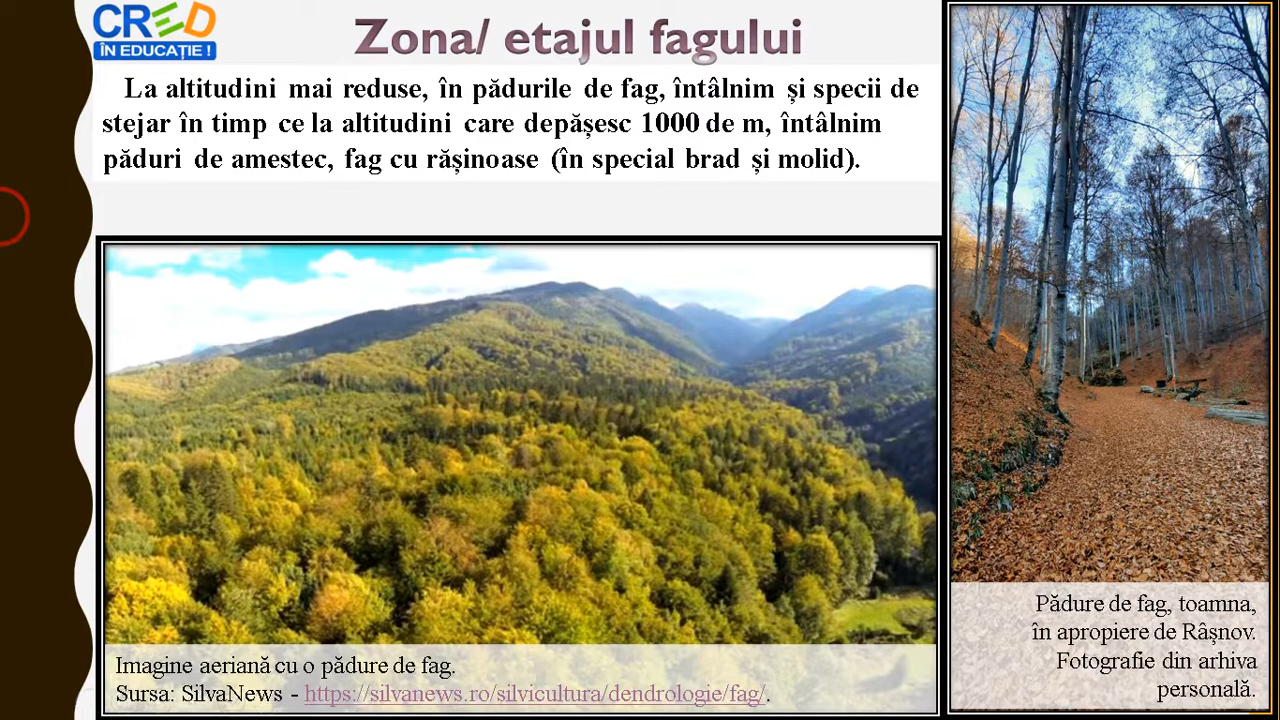 CRED
ÎN EDUCAȚIE !
Zona/ etajul fagului
La altitudini mai reduse, în pădurile de fag, întâlnim și specii de
stejar în timp ce la altitudini care depășesc 1000 de m, întâlnim
păduri de amestec, fag cu rășinoase (în special brad și molid).
Imagine aeriană cu o pădure de fag.
Sursa: SilvaNews - https://silvanews.ro/silvicultura/dendrologie/fag/.
Pădure de fag, toamna,
în apropiere de Râșnov.
Fotografie din arhiva
personală.